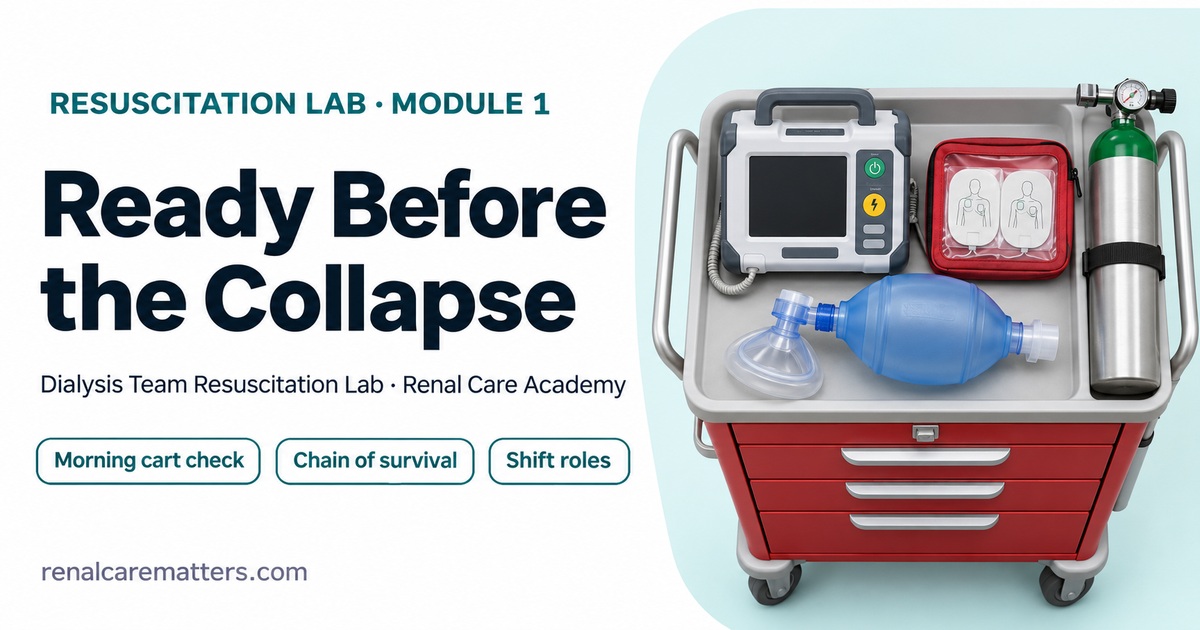 RESUSCITATION LAB · MODULE 1
Ready Before
the Collapse
Dialysis Team Resuscitation Lab · Renal Care Academy
Morning cart check
Chain of survival
Shift roles
renalcarematters.com